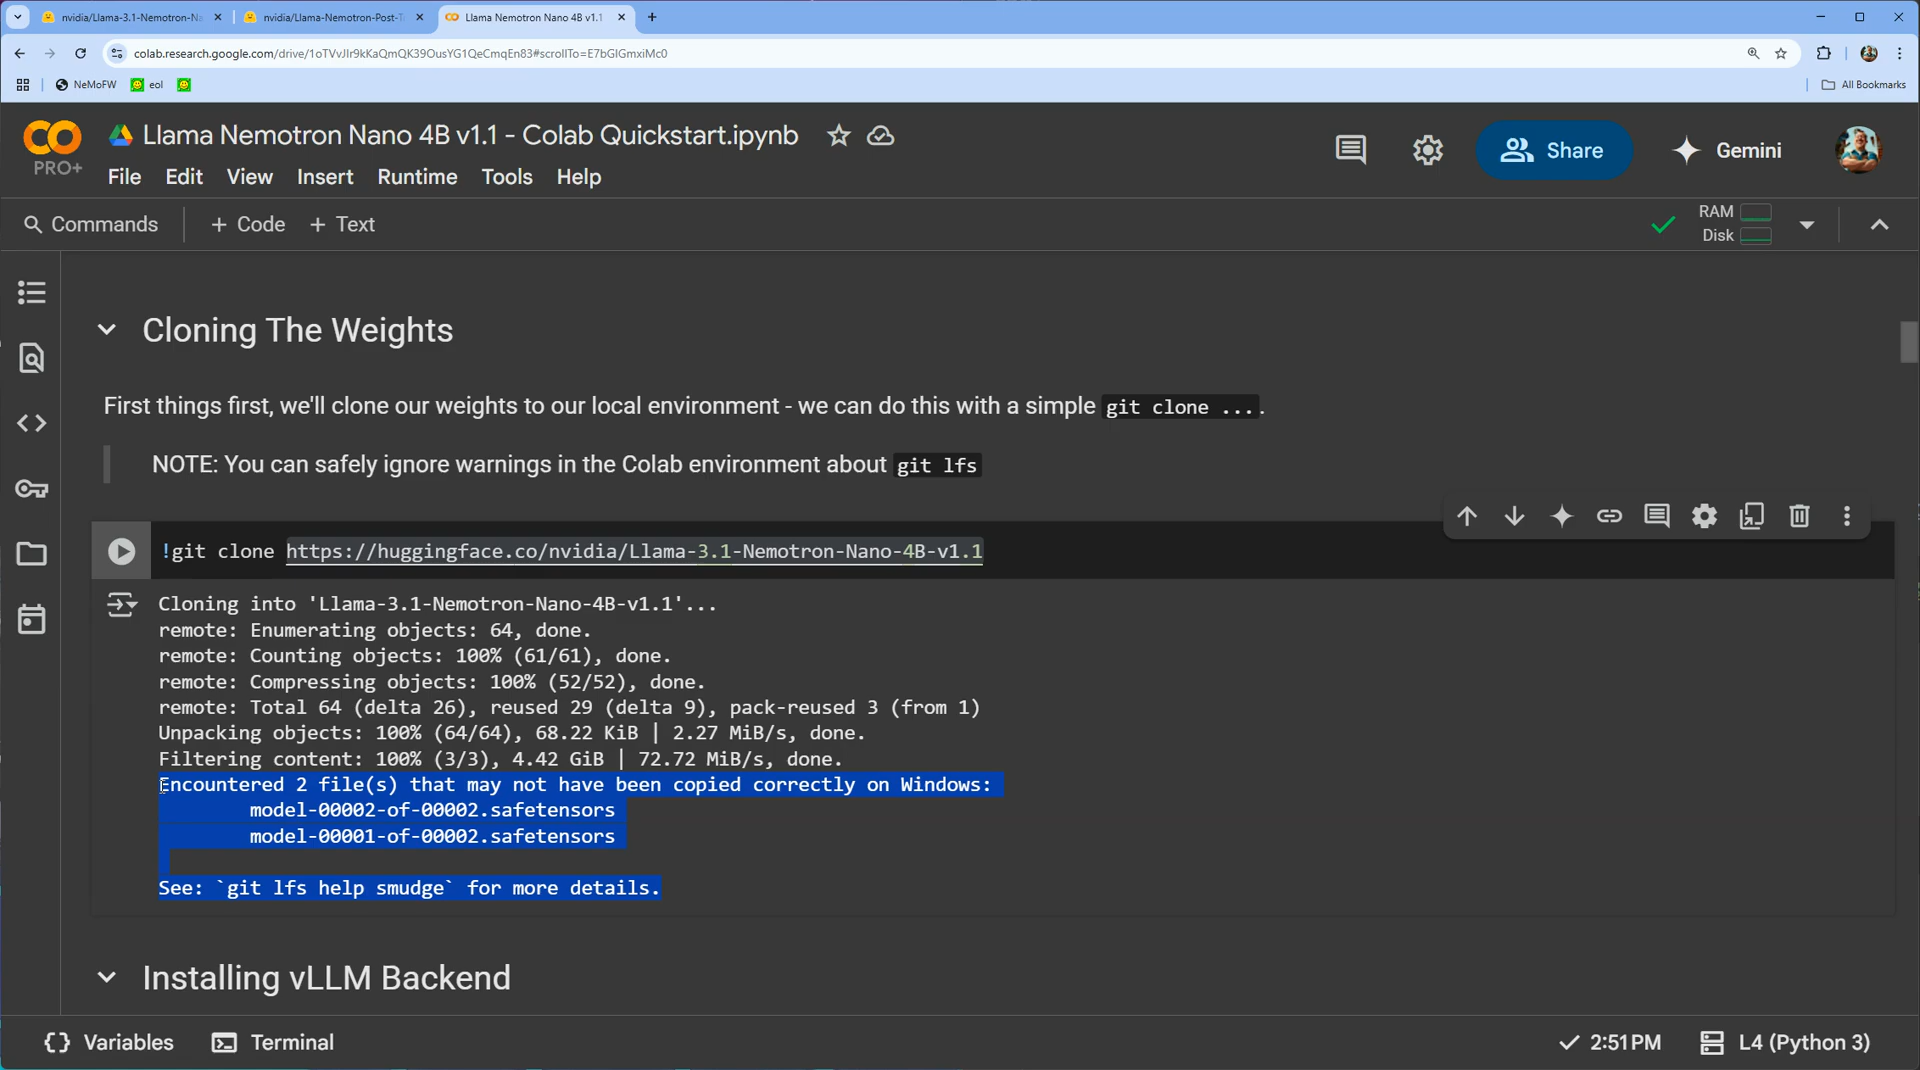 nvidia/Llama-3.1-Nemotron-Na
nvidia/Llama-Nemotron-Post-T
Llama Nemotron Nano 4B v1.1
colab.research.google.com/drive/1oTVvJIr9kKaQmQK39OusYG1QeCmqEn83#scrollTo=E7bGIGmxiMc0
NeMoFW
eol
All Bookmarks
CO
PRO+
Llama Nemotron Nano 4B v1.1 - Colab Quickstart.ipynb
File Edit View Insert Runtime Tools Help
Share
Gemini
Commands
+ Code + Text
RAM
Disk
Cloning The Weights
First things first, we'll clone our weights to our local environment - we can do this with a simple git clone ....
NOTE: You can safely ignore warnings in the Colab environment about git lfs
!git clone https://huggingface.co/nvidia/Llama-3.1-Nemotron-Nano-4B-v1.1
Cloning into 'Llama-3.1-Nemotron-Nano-4B-v1.1'...
remote: Enumerating objects: 64, done.
remote: Counting objects: 100% (61/61), done.
remote: Compressing objects: 100% (52/52), done.
remote: Total 64 (delta 26), reused 29 (delta 9), pack-reused 3 (from 1)
Unpacking objects: 100% (64/64), 68.22 KiB | 2.27 MiB/s, done.
Filtering content: 100% (3/3), 4.42 GiB | 72.72 MiB/s, done.
Encountered 2 file(s) that may not have been copied correctly on Windows:
model-00002-of-00002.safetensors
model-00001-of-00002.safetensors
See: `git lfs help smudge` for more details.
Installing vLLM Backend
{} Variables
Terminal
2:51 PM
L4 (Python 3)